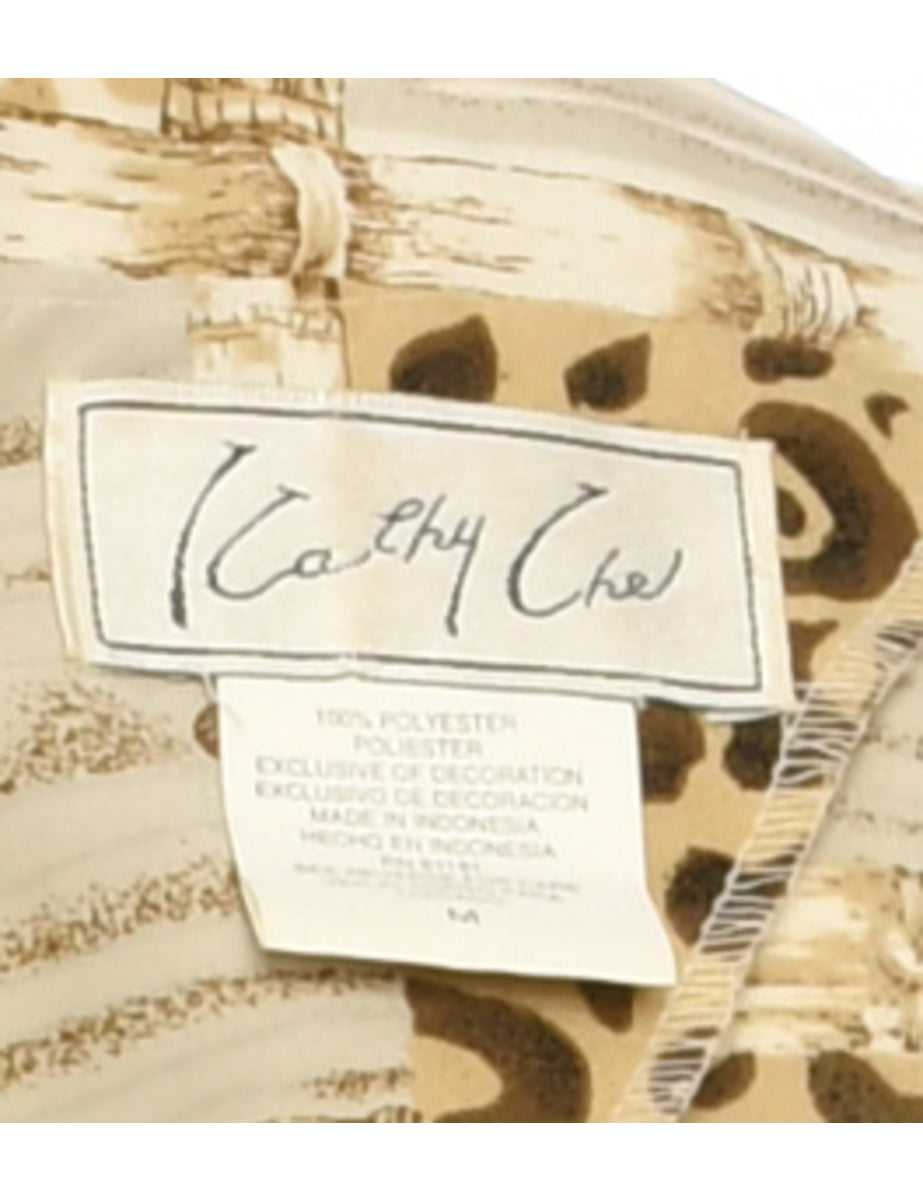 Kathy Che
100% POLYESTER
POLIESTER
EXCLUSIVE OF DECORATION
EXCLUSIVO DE DECORACION
MADE IN INDONESIA
HECHO EN INDONESIA
M